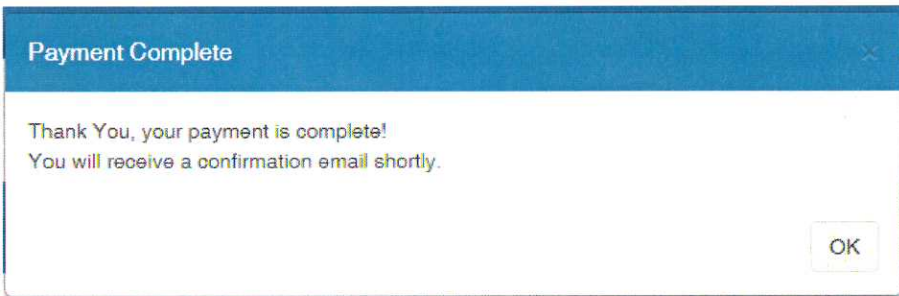 Payment Complete
×
Thank You, your payment is complete!
You will receive a confirmation email shortly.
OK